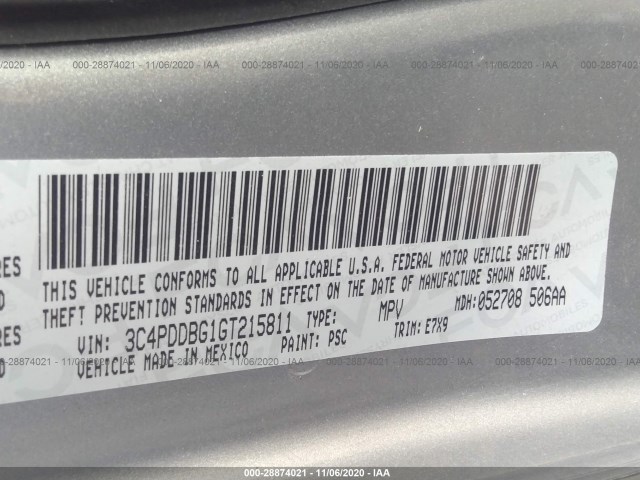 000-28874021 - 11/06/2020 - IAA
THIS VEHICLE CONFORMS TO ALL APPLICABLE U.S.A. FEDERAL MOTOR VEHICLE SAFETY AND
THEFT PREVENTION STANDARDS IN EFFECT ON THE DATE OF MANUFACTURE SHOWN ABOVE.
VIN: 3C4PDDBG1GT215811 TYPE: MPV MDH:052708 506AA
VEHICLE MADE IN MEXICO PAINT: PSC TRIM: E7X9
000-28874021 - 11/06/2020 - IAA